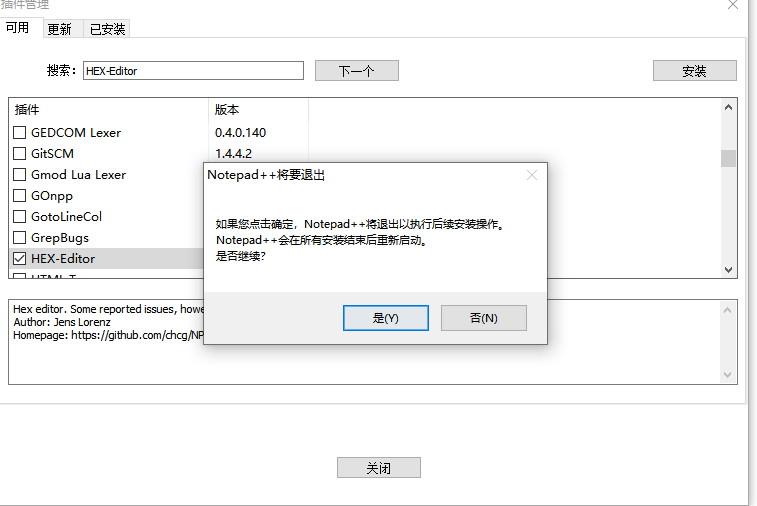 插件管理
可用 更新 已安装
搜索： HEX-Editor 下一个 安装
插件 版本
GEDCOM Lexer 0.4.0.140
GitSCM 1.4.4.2
Gmod Lua Lexer
GOnpp
GotoLineCol
GrepBugs
HEX-Editor
Notepad++将要退出
如果您点击确定，Notepad++将退出以执行后续安装操作。
Notepad++会在所有安装结束后重新启动。
是否继续？
是(Y) 否(N)
Hex editor. Some reported issues, howe
Author: Jens Lorenz
Homepage: https://github.com/chcg/NP
关闭